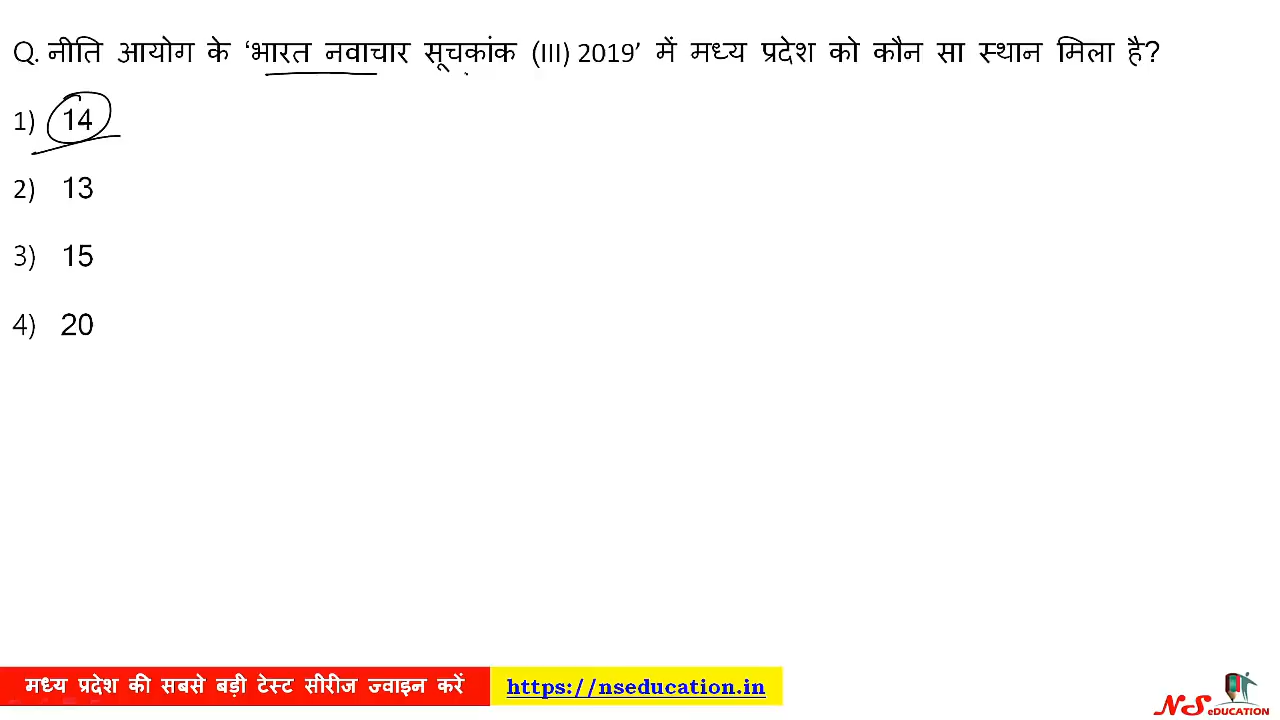 Q. नीति आयोग के ‘भारत नवाचार सूचकांक (III) 2019’ में मध्य प्रदेश को कौन सा स्थान मिला है?
1) 14
2) 13
3) 15
4) 20
मध्य प्रदेश की सबसे बड़ी टेस्ट सीरीज ज्वाइन करें https://nseducation.in
NS eDUCATION